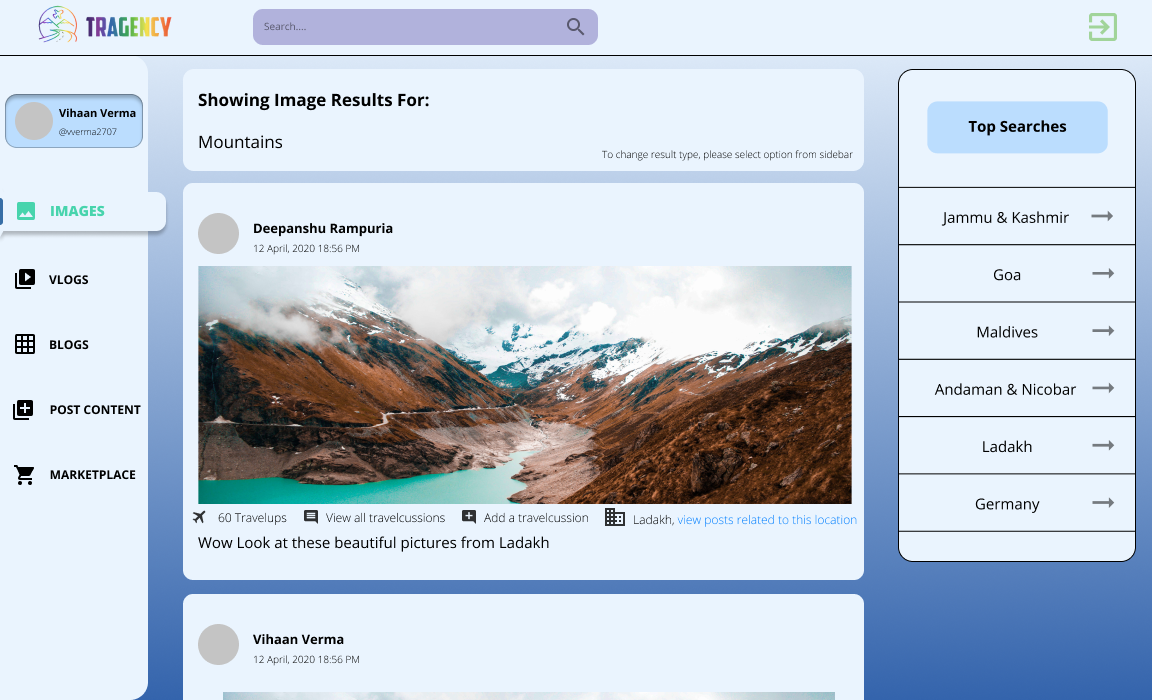 TRAGENCY
Search....
Vihaan Verma
@vverma2707
IMAGES
VLOGS
BLOGS
POST CONTENT
MARKETPLACE
Showing Image Results For:
Mountains
To change result type, please select option from sidebar
Deepanshu Rampuria
12 April, 2020 18:56 PM
60 Travelups View all travelcussions Add a travelcussion Ladakh, view posts related to this location
Wow Look at these beautiful pictures from Ladakh
Vihaan Verma
12 April, 2020 18:56 PM
Top Searches
Jammu & Kashmir
Goa
Maldives
Andaman & Nicobar
Ladakh
Germany